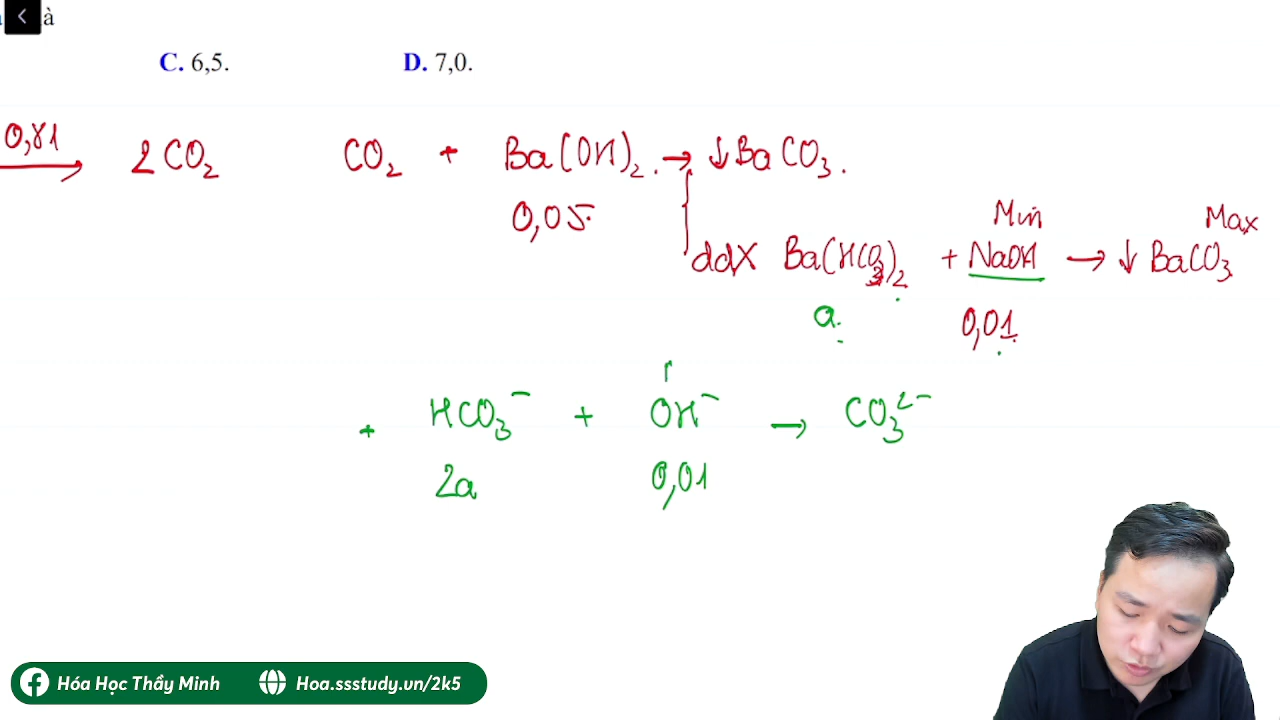 à
C. 6,5. D. 7,0.
0,81
2CO₂ CO₂ + Ba(OH)₂ → ↓BaCO₃.
0,05
Min Max
ddX Ba(HCO₃)₂ + NaOH → ↓ BaCO₃
a 0,01
+ HCO₃⁻ + OH⁻ → CO₃²⁻
2a 0,01
Hóa Học Thầy Minh Hoa.ssstudy.vn/2k5